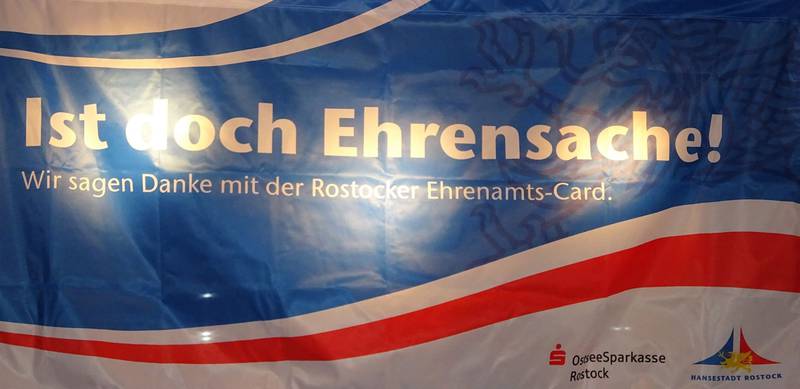 Ist doch Ehrensache!
Wir sagen Danke mit der Rostocker Ehrenamts-Card.
OstseeSparkasse
Rostock
HANSESTADT ROSTOCK